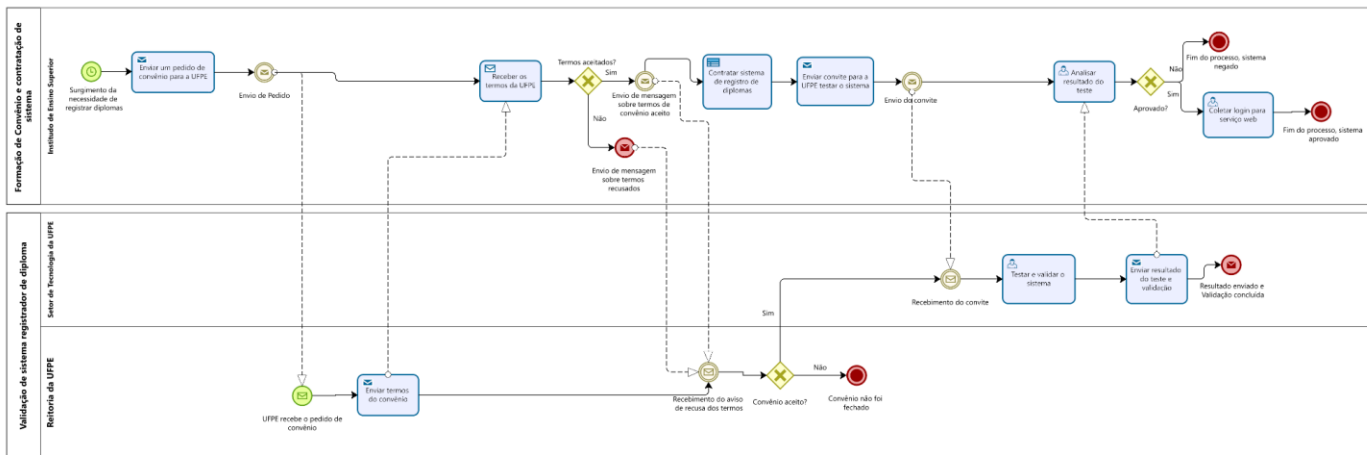 Formação de Convênio e contratação de
sistema
Institudo de Ensino Superior
Surgimento da
necessidade de
registrar diplomas
Enviar um pedido de
convênio para a UFPE
Envio de Pedido
Receber os
termos da UFPE
Termos aceitados?
Sim
Não
Envio de mensagem
sobre termos de
convênio aceito
Envio de mensagem
sobre termos
recusados
Contratar sistema
de registro de
diplomas
Enviar convite para a
UFPE testar o sistema
Envio do convite
Analisar
resultado do
teste
Aprovado?
Não
Sim
Fim do processo, sistema
negado
Coletar login para
serviço web
Fim do processo, sistema
aprovado
Validação de sistema registrador de diploma
Setor de Tecnologia da UFPE
Recebimento do convite
Testar e validar o
sistema
Enviar resultado
do teste e
validação
Resultado enviado e
Validação concluida
Reitoria da UFPE
UFPE recebe o pedido de
convênio
Enviar termos
do convênio
Recebimento do aviso
de recusa dos termos
Convênio aceito?
Sim
Não
Convênio não foi
fechado